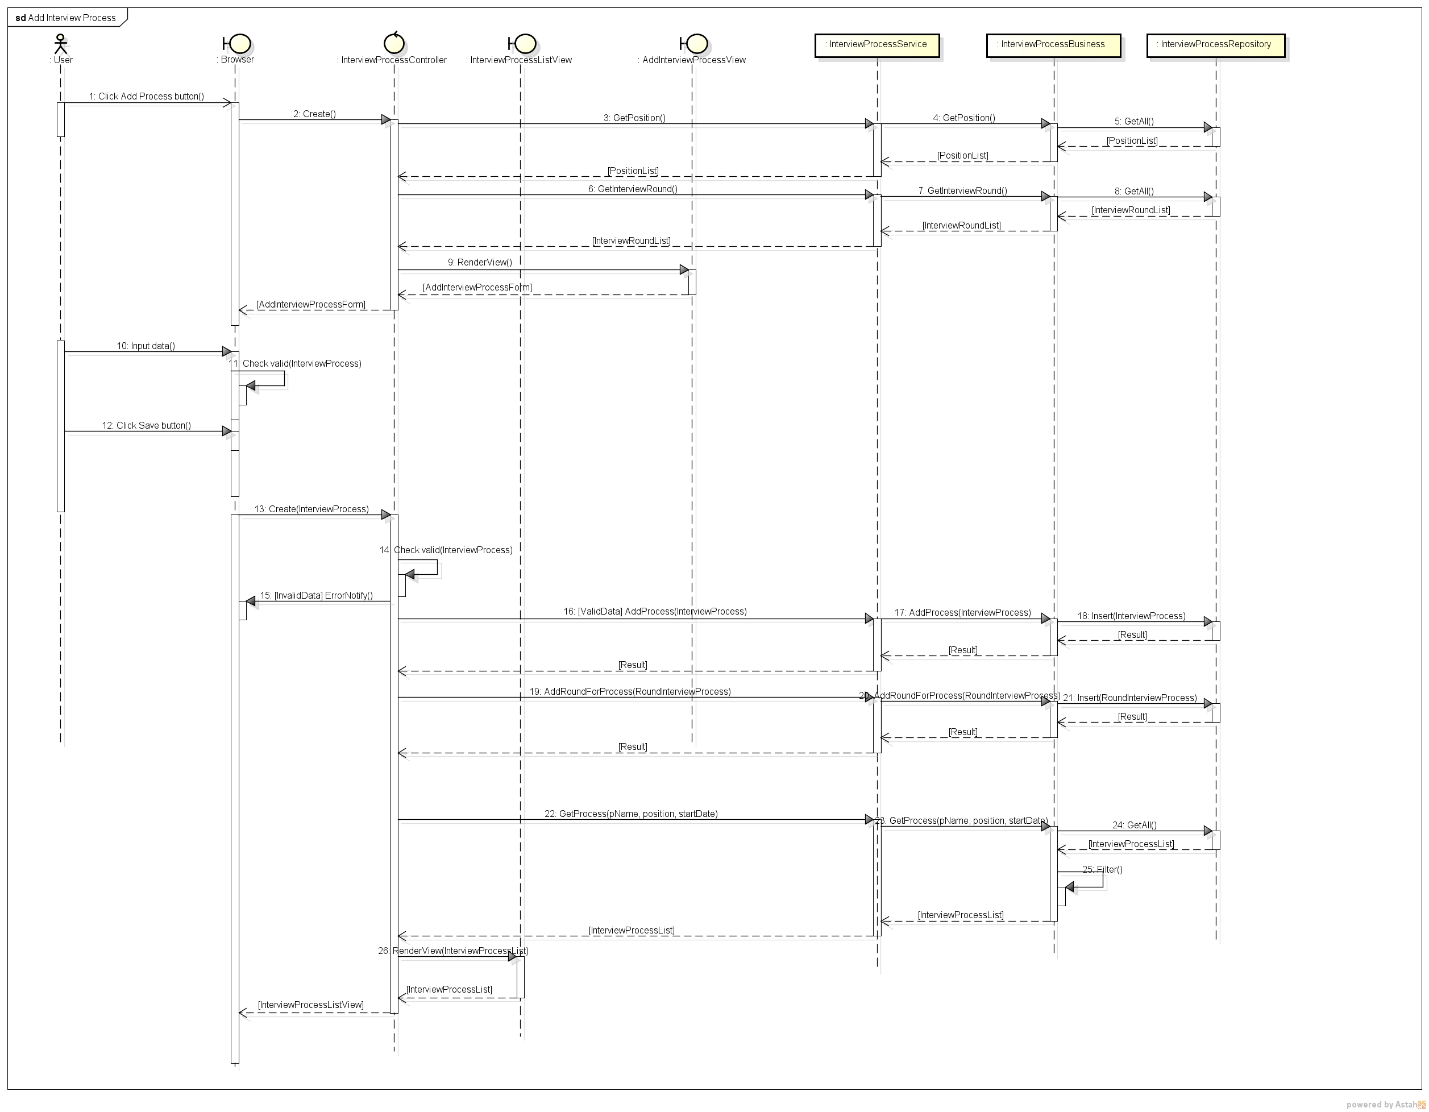 sd Add Interview Process
: User
: Browser
InterviewProcessController
: InterviewProcessListView
: AddInterviewProcessView
: InterviewProcessService
: InterviewProcessBusiness
: InterviewProcessRepository
1: Click Add Process button()
2: Create()
3: GetPosition()
4: GetPosition()
5: GetAll()
[PositionList]
[PositionList]
[PositionList]
6: GetInterviewRound()
7: GetInterviewRound()
8: GetAll()
[InterviewRoundList]
[InterviewRoundList]
[InterviewRoundList]
9: RenderView()
[AddInterviewProcessForm]
[AddInterviewProcessForm]
10: Input data()
11: Check valid(InterviewProcess)
12: Click Save button()
13: Create(InterviewProcess)
14: Check valid(InterviewProcess)
15: [InvalidData] ErrorNotify()
16: [ValidData] AddProcess(InterviewProcess)
17: AddProcess(InterviewProcess)
18: Insert(InterviewProcess)
[Result]
[Result]
[Result]
19: AddRoundForProcess(RoundInterviewProcess)
20: AddRoundForProcess(RoundInterviewProcess)
21: Insert(RoundInterviewProcess)
[Result]
[Result]
[Result]
22: GetProcess(pName, position, startDate)
23: GetProcess(pName, position, startDate)
24: GetAll()
[InterviewProcessList]
25: Filter()
[InterviewProcessList]
[InterviewProcessList]
26: RenderView(InterviewProcessList)
[InterviewProcessList]
[InterviewProcessListView]
powered by Astah